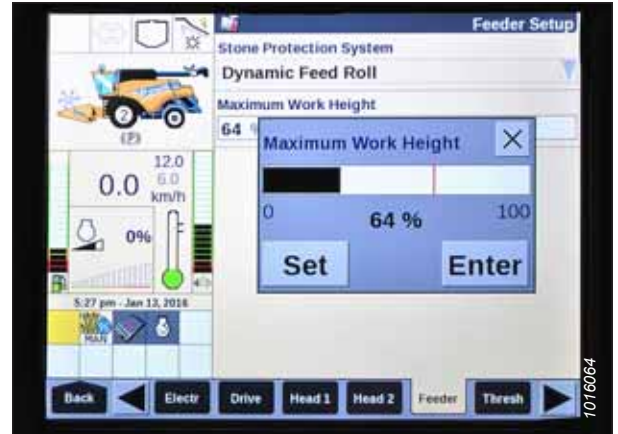 Feeder Setup
Stone Protection System
Dynamic Feed Roll
Maximum Work Height
64 %
Maximum Work Height
0
64 %
100
Set
Enter
2
(P)
12.0
0.0 6.0
km/h
0%
5:27 pm - Jan 13, 2016
MAN
Back
Electr
Drive
Head 1
Head 2
Feeder
Thresh
1016064